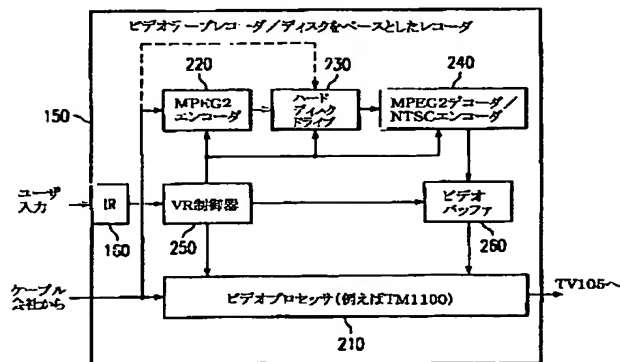 ビデオテープレコーダ/ディスクをベースとしたレコーダ
220
230
240
150
MPEG2
エンコーダ
ハード
ディスク
ドライブ
MPEG2デコーダ/
NTSCエンコーダ
ユーザ
入力
IR
VR制御器
ビデオ
バッファ
160
250
260
ケーブル
会社から
ビデオプロセッサ(例えばTM1100)
TV105へ
210